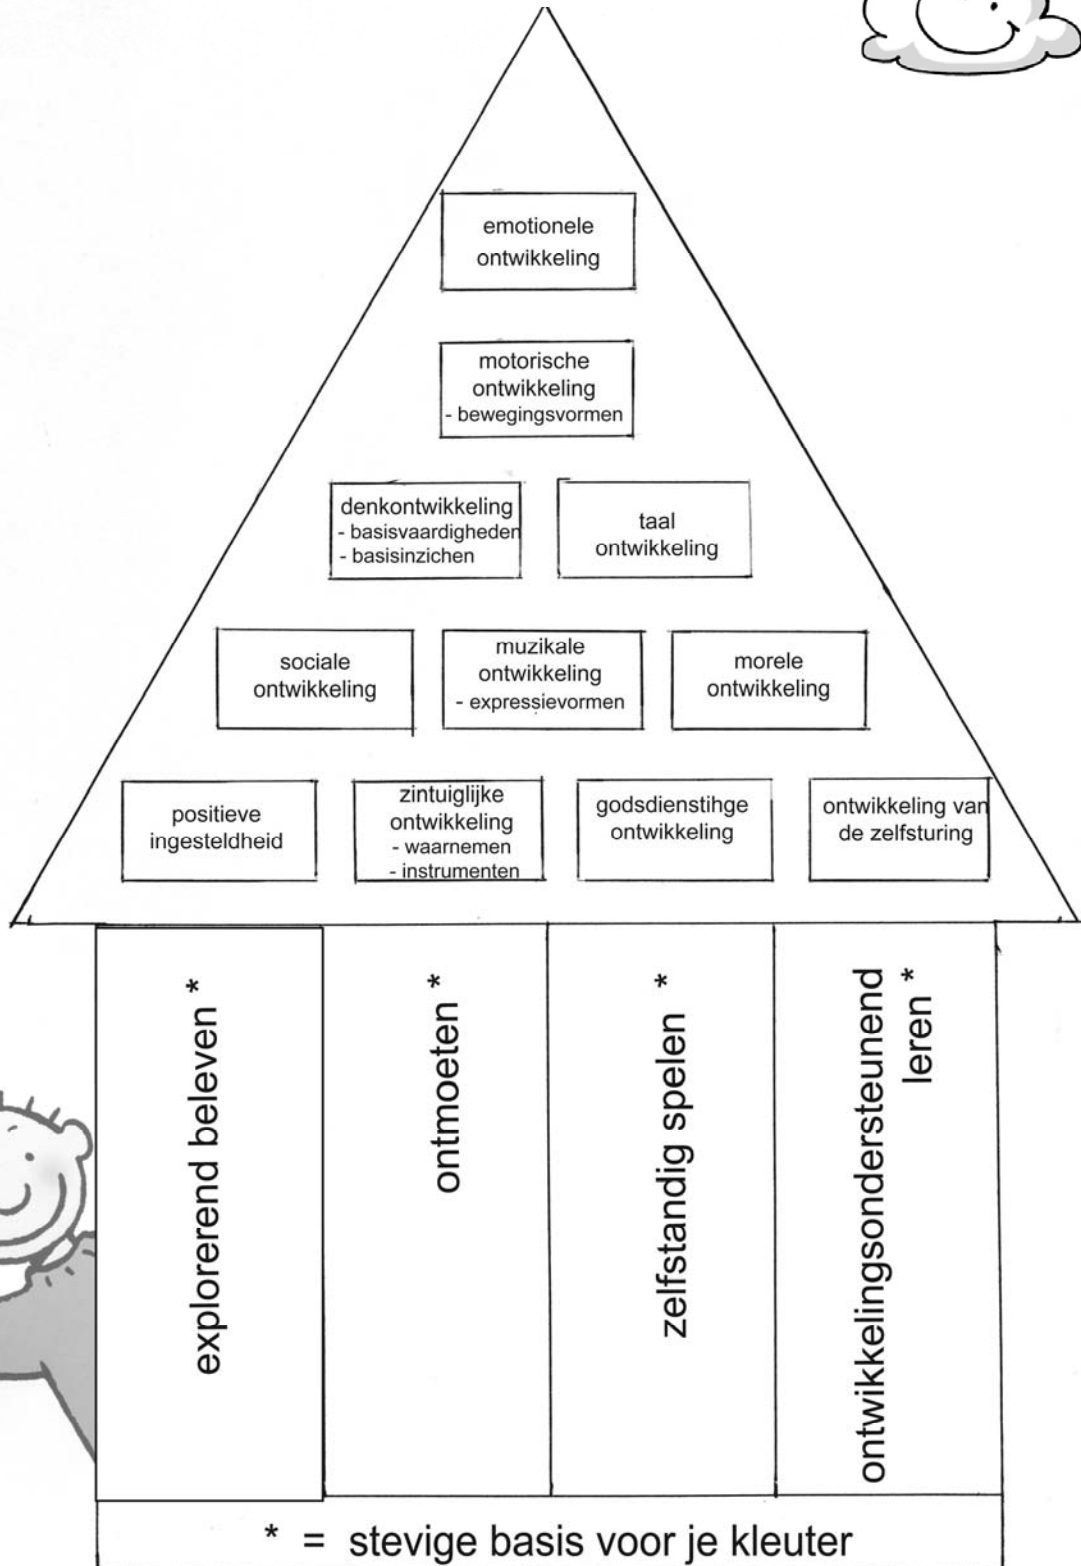 emotionele
ontwikkeling
motorische
ontwikkeling
- bewegingsvormen
denkontwikkeling
- basisvaardigheden
- basisinzichen
taal
ontwikkeling
sociale
ontwikkeling
muzikale
ontwikkeling
- expressievormen
morele
ontwikkeling
positieve
ingesteldheid
zintuiglijke
ontwikkeling
- waarnemen
- instrumenten
godsdienstihge
ontwikkeling
ontwikkeling van
de zelfsturing
explorerend beleven *
ontmoeten *
zelfstandig spelen *
ontwikkelingsondersteunend
leren *
* = stevige basis voor je kleuter